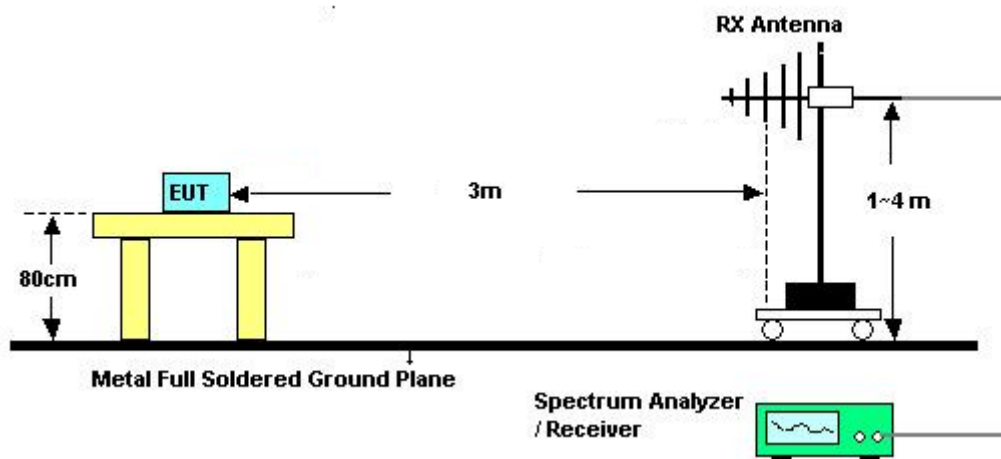 RX Antenna
EUT
3m
1~4 m
80cm
Metal Full Soldered Ground Plane
Spectrum Analyzer
/ Receiver